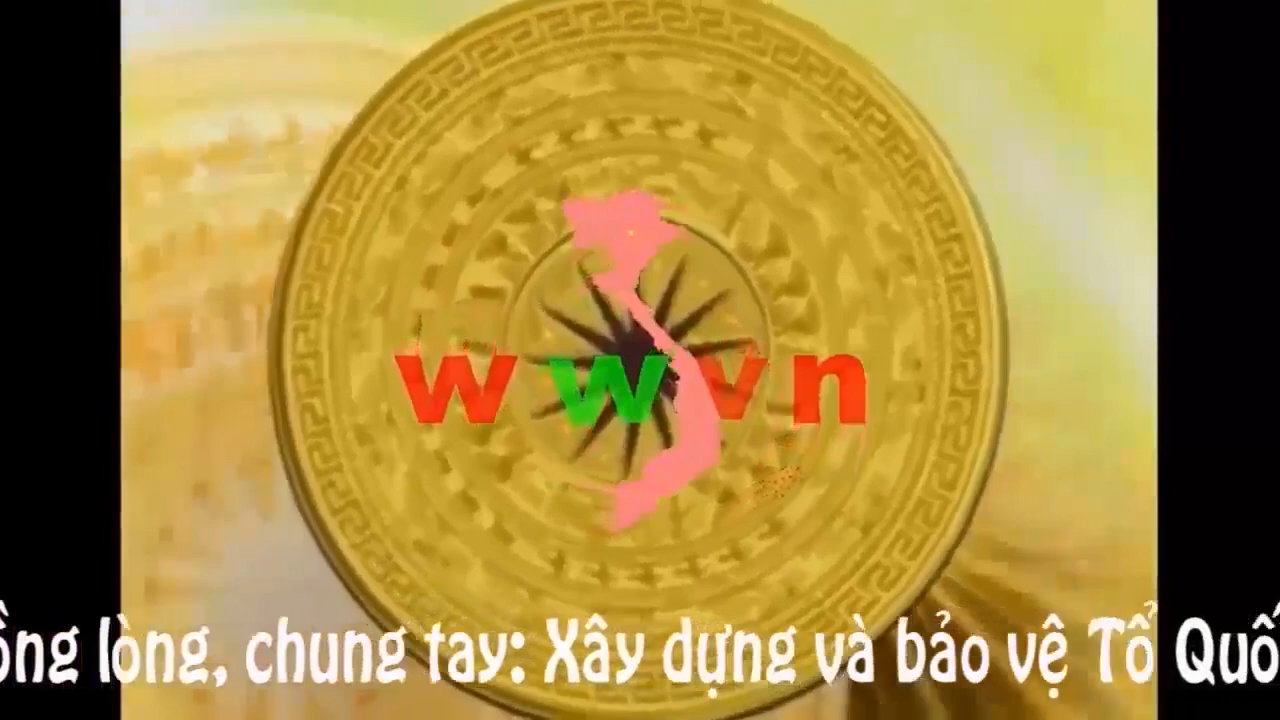 wwvn
ồng lòng, chung tay: Xây dựng và bảo vệ Tổ Quố